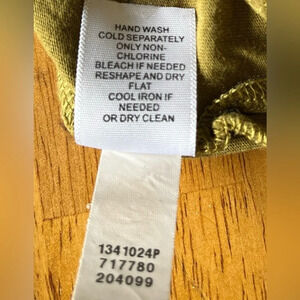 HAND WASH
COLD SEPARATELY
ONLY NON-
CHLORINE
BLEACH IF NEEDED
RESHAPE AND DRY
FLAT
COOL IRON IF
NEEDED
OR DRY CLEAN
1341024P
717780
204099